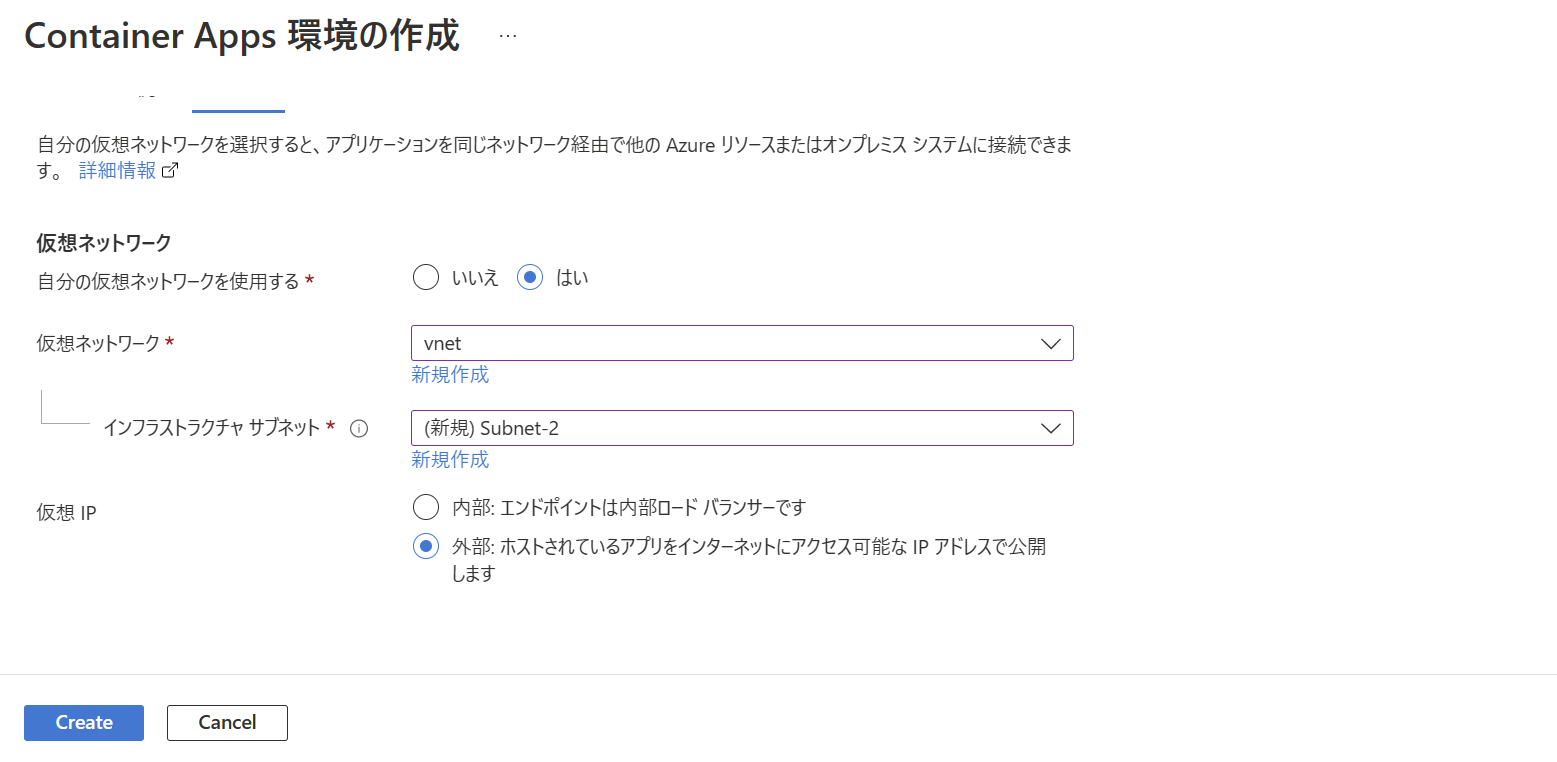 Container Apps 環境の作成 …
自分の仮想ネットワークを選択すると、アプリケーションを同じネットワーク経由で他の Azure リソースまたはオンプレミス システムに接続できま
す。 詳細情報
仮想ネットワーク
自分の仮想ネットワークを使用する * いいえ はい
仮想ネットワーク * vnet
新規作成
インフラストラクチャ サブネット * (新規) Subnet-2
新規作成
仮想 IP 内部: エンドポイントは内部ロード バランサーです
外部: ホストされているアプリをインターネットにアクセス可能な IP アドレスで公開
します
Create Cancel